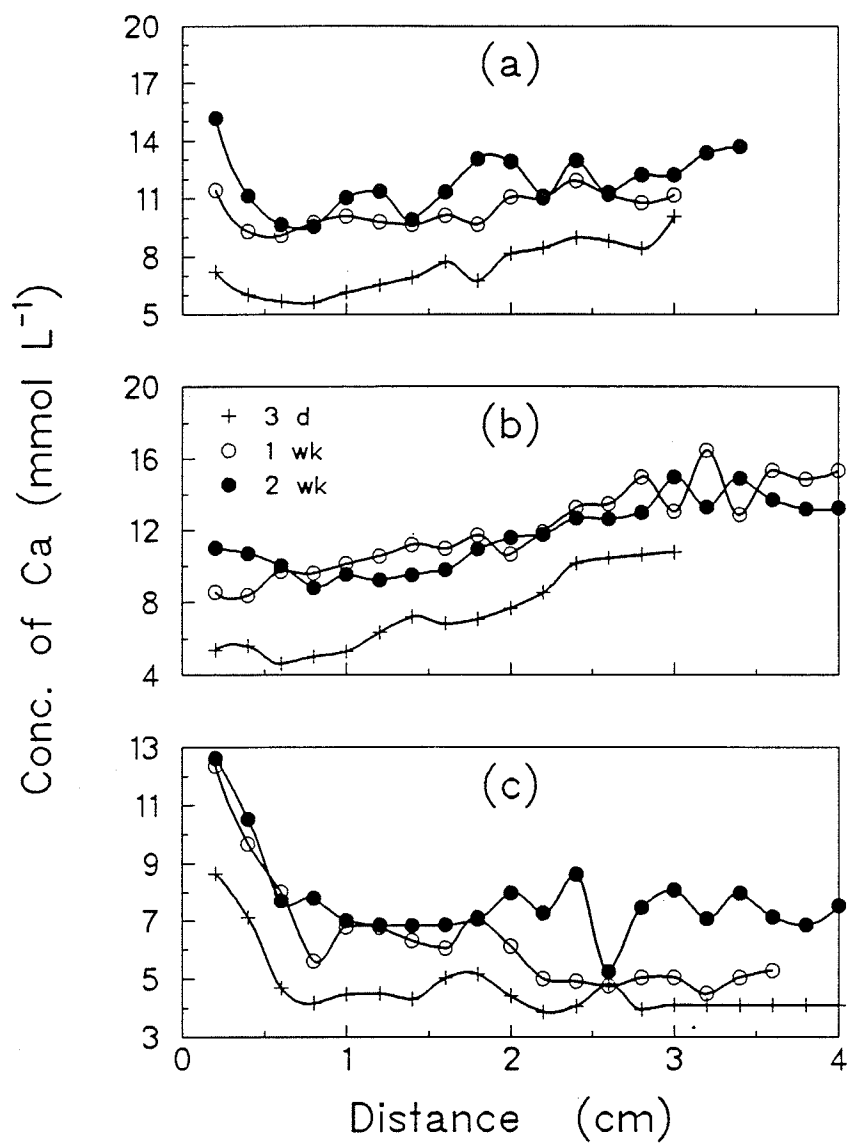 Conc. of Ca (mmol L⁻¹)
20
17
14
11
8
5
(a)
20
16
12
8
4
+ 3 d
○ 1 wk
● 2 wk
(b)
13
11
9
7
5
3
(c)
0 1 2 3 4
Distance (cm)